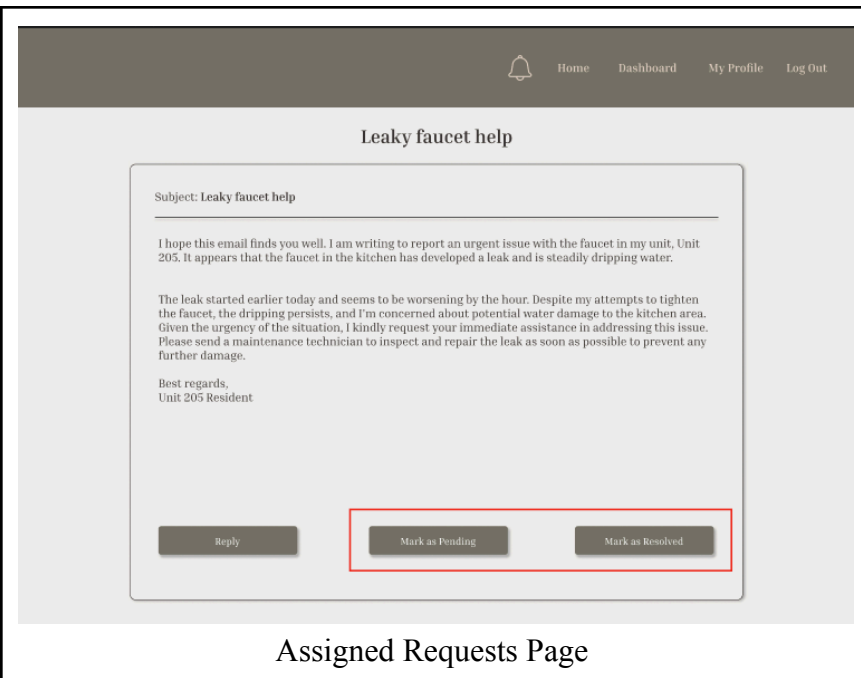 Home Dashboard My Profile Log Out
Leaky faucet help
Subject: Leaky faucet help
I hope this email finds you well. I am writing to report an urgent issue with the faucet in my unit, Unit
205. It appears that the faucet in the kitchen has developed a leak and is steadily dripping water.
The leak started earlier today and seems to be worsening by the hour. Despite my attempts to tighten
the faucet, the dripping persists, and I'm concerned about potential water damage to the kitchen area.
Given the urgency of the situation, I kindly request your immediate assistance in addressing this issue.
Please send a maintenance technician to inspect and repair the leak as soon as possible to prevent any
further damage.
Best regards,
Unit 205 Resident
Reply Mark as Pending Mark as Resolved
Assigned Requests Page